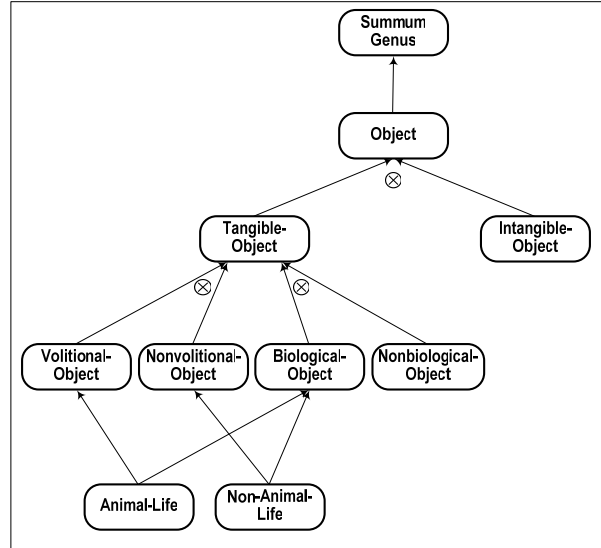 Summum
Genus
Object
Tangible-
Object
Intangible-
Object
Volitional-
Object
Nonvolitional-
Object
Biological-
Object
Nonbiological-
Object
Animal-Life
Non-Animal-
Life